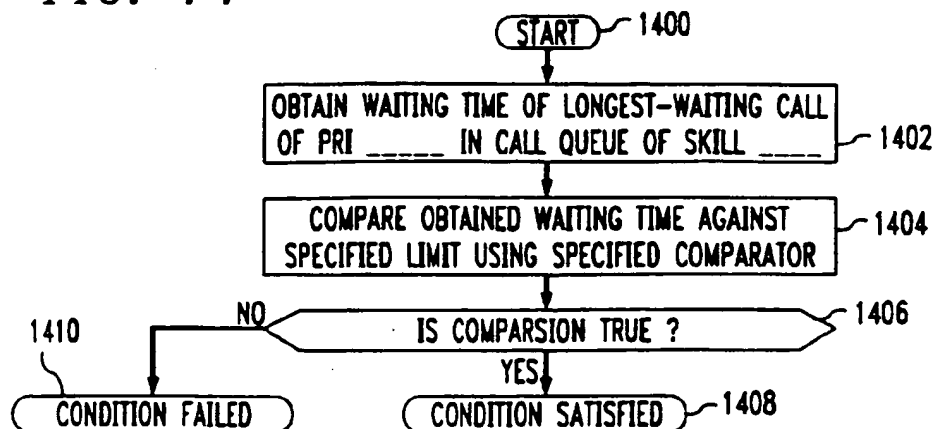 START
1400
OBTAIN WAITING TIME OF LONGEST-WAITING CALL
OF PRI _____ IN CALL QUEUE OF SKILL ____
1402
COMPARE OBTAINED WAITING TIME AGAINST
SPECIFIED LIMIT USING SPECIFIED COMPARATOR
1404
IS COMPARSION TRUE ?
1406
NO
YES
1410
CONDITION FAILED
CONDITION SATISFIED
1408